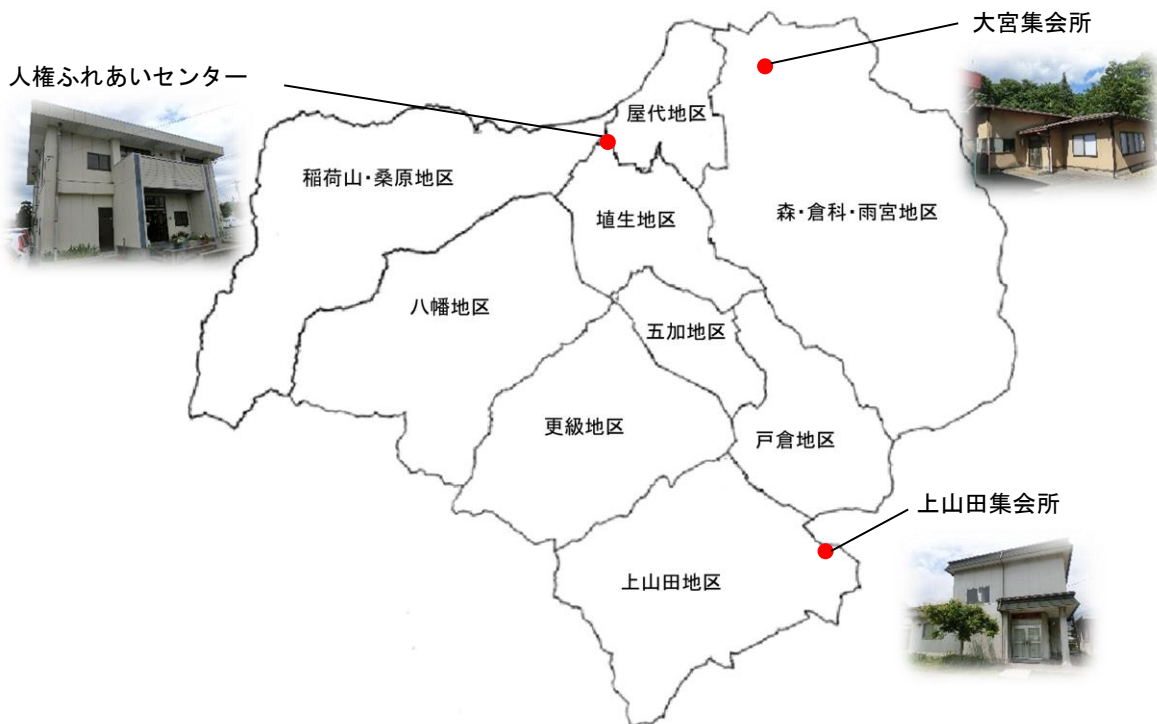 大宮集会所
人権ふれあいセンター
屋代地区
稲荷山・桑原地区
森・倉科・雨宮地区
埴生地区
八幡地区
五加地区
更級地区
戸倉地区
上山田集会所
上山田地区